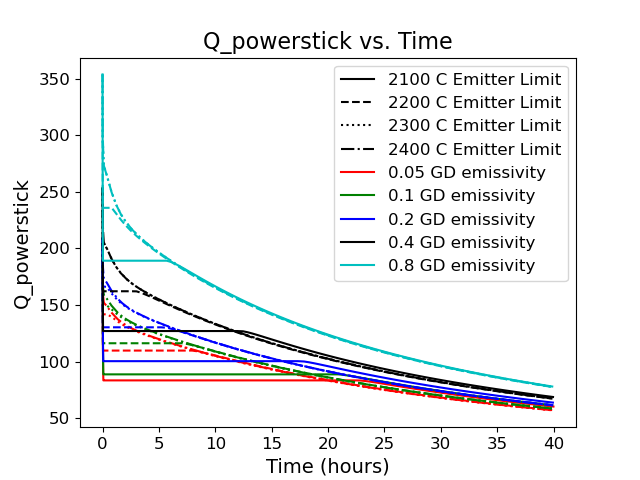 Q_powerstick vs. Time
Q_powerstick
350
300
250
200
150
100
50
2100 C Emitter Limit
2200 C Emitter Limit
2300 C Emitter Limit
2400 C Emitter Limit
0.05 GD emissivity
0.1 GD emissivity
0.2 GD emissivity
0.4 GD emissivity
0.8 GD emissivity
0 5 10 15 20 25 30 35 40
Time (hours)